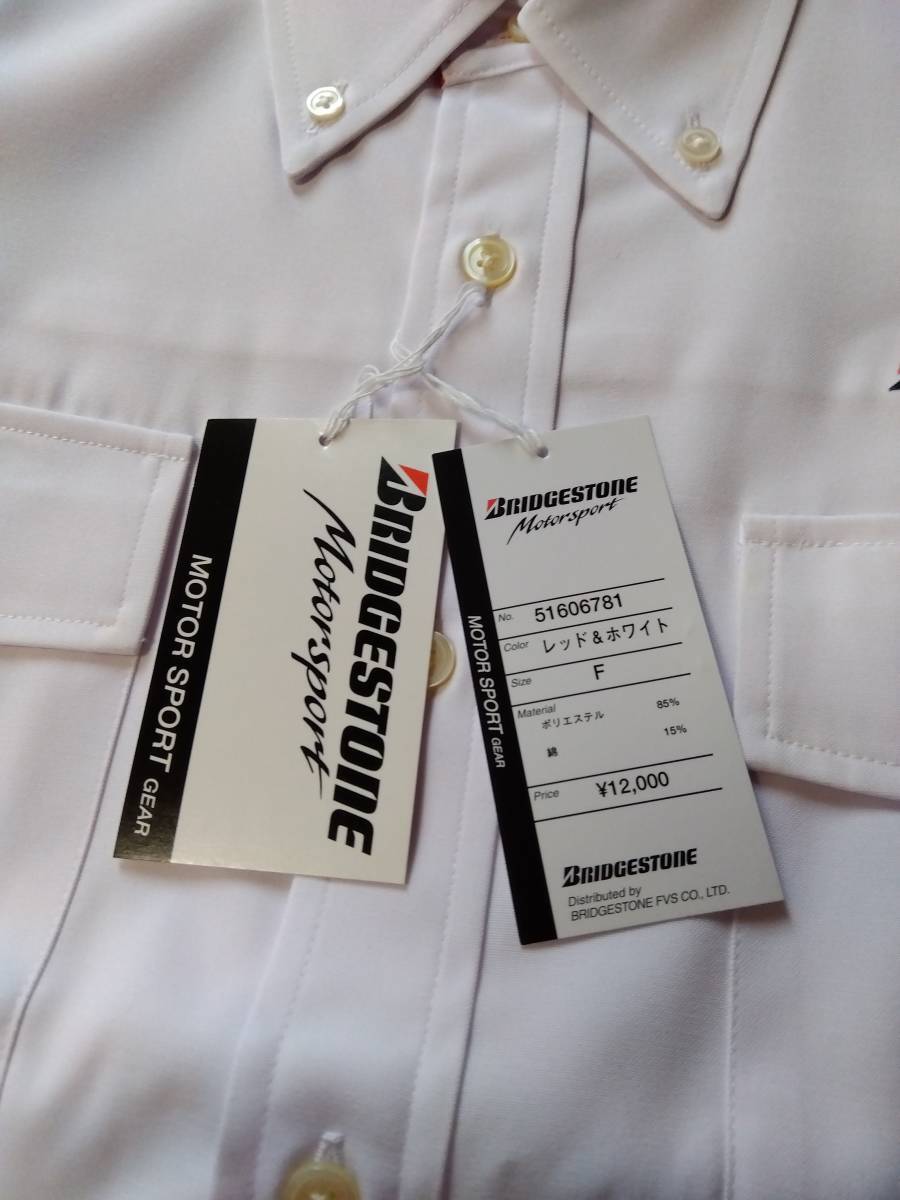 BRIDGESTONE
Motorsport
MOTOR SPORT GEAR
BRIDGESTONE
Motorsport
MOTOR SPORT GEAR
No. 51606781
Color レッド＆ホワイト
Size F
Material
ポリエステル 85%
綿 15%
Price ¥12,000
BRIDGESTONE
Distributed by
BRIDGESTONE FVS CO., LTD.